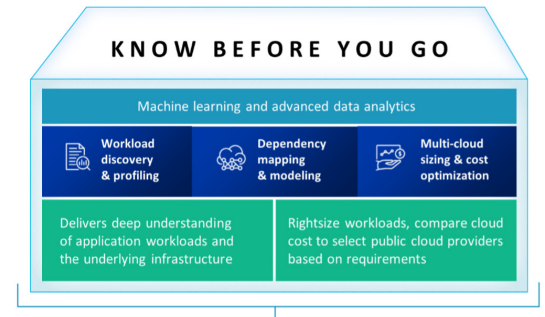 KNOW BEFORE YOU GO
Machine learning and advanced data analytics
Workload
discovery
& profiling
Dependency
mapping
& modeling
Multi-cloud
sizing & cost
optimization
Delivers deep understanding
of application workloads and
the underlying infrastructure
Rightsize workloads, compare cloud
cost to select public cloud providers
based on requirements